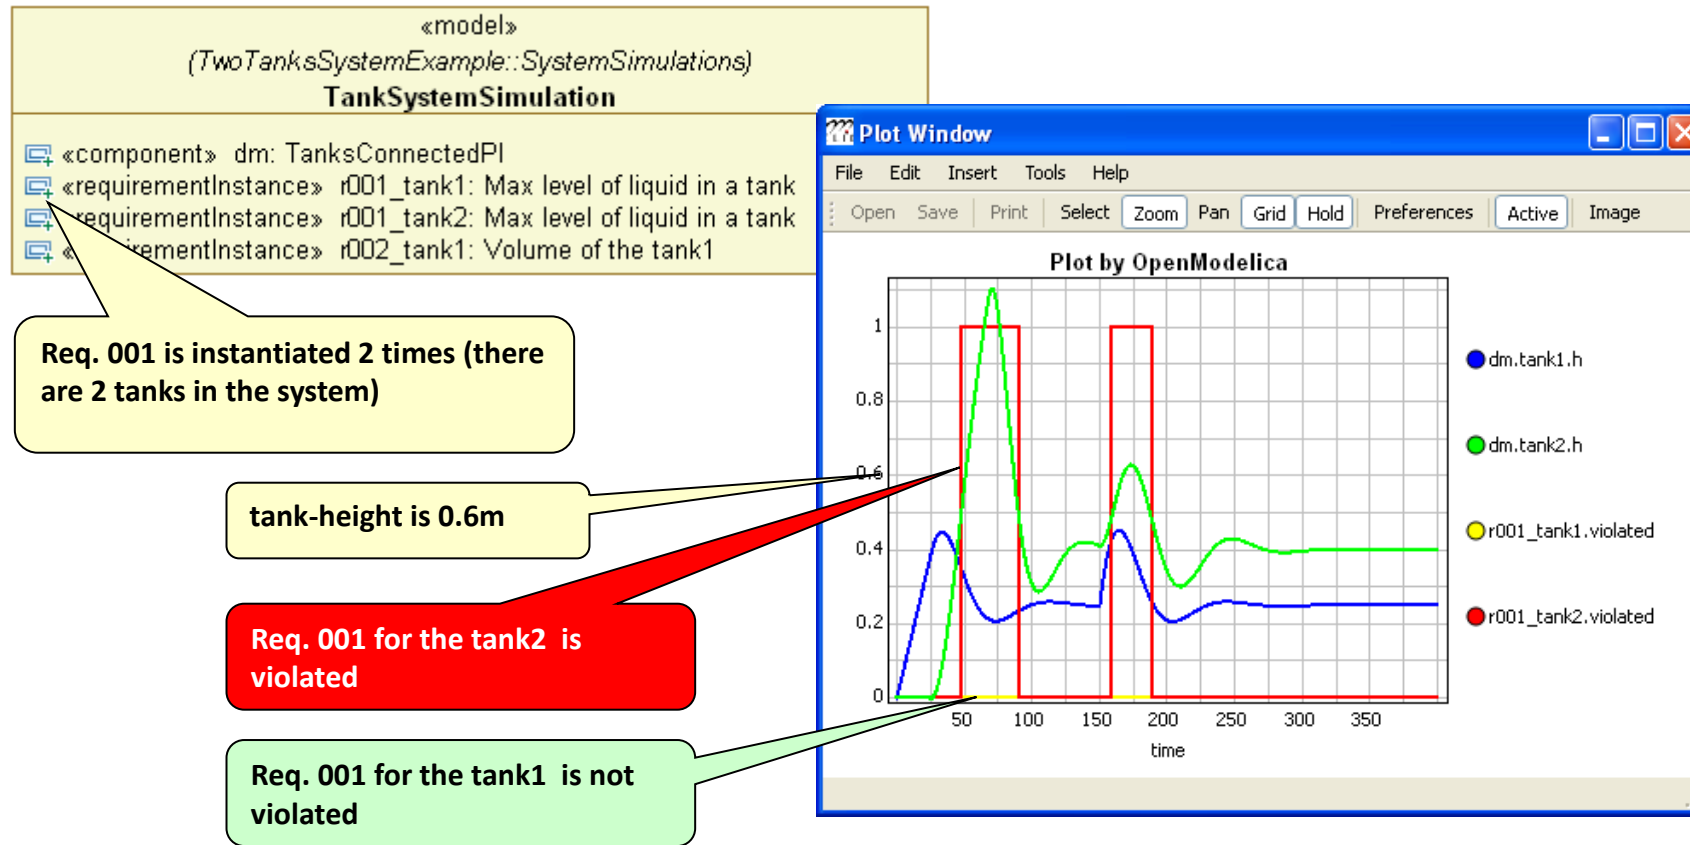 «model»
(TwoTanksSystemExample::SystemSimulations)
TankSystemSimulation
«component» dm: TanksConnectedPI
«requirementInstance» r001_tank1: Max level of liquid in a tank
requirementInstance» r001_tank2: Max level of liquid in a tank
« irementInstance» r002_tank1: Volume of the tank1
Req. 001 is instantiated 2 times (there
are 2 tanks in the system)
tank-height is 0.6m
Req. 001 for the tank2 is
violated
Req. 001 for the tank1 is not
violated
Plot Window
File Edit Insert Tools Help
Open Save Print Select Zoom Pan Grid Hold Preferences Active Image
Plot by OpenModelica
1
0.8
0.6
0.4
0.2
0
50 100 150 200 250 300 350
time
dm.tank1.h
dm.tank2.h
r001_tank1.violated
r001_tank2.violated